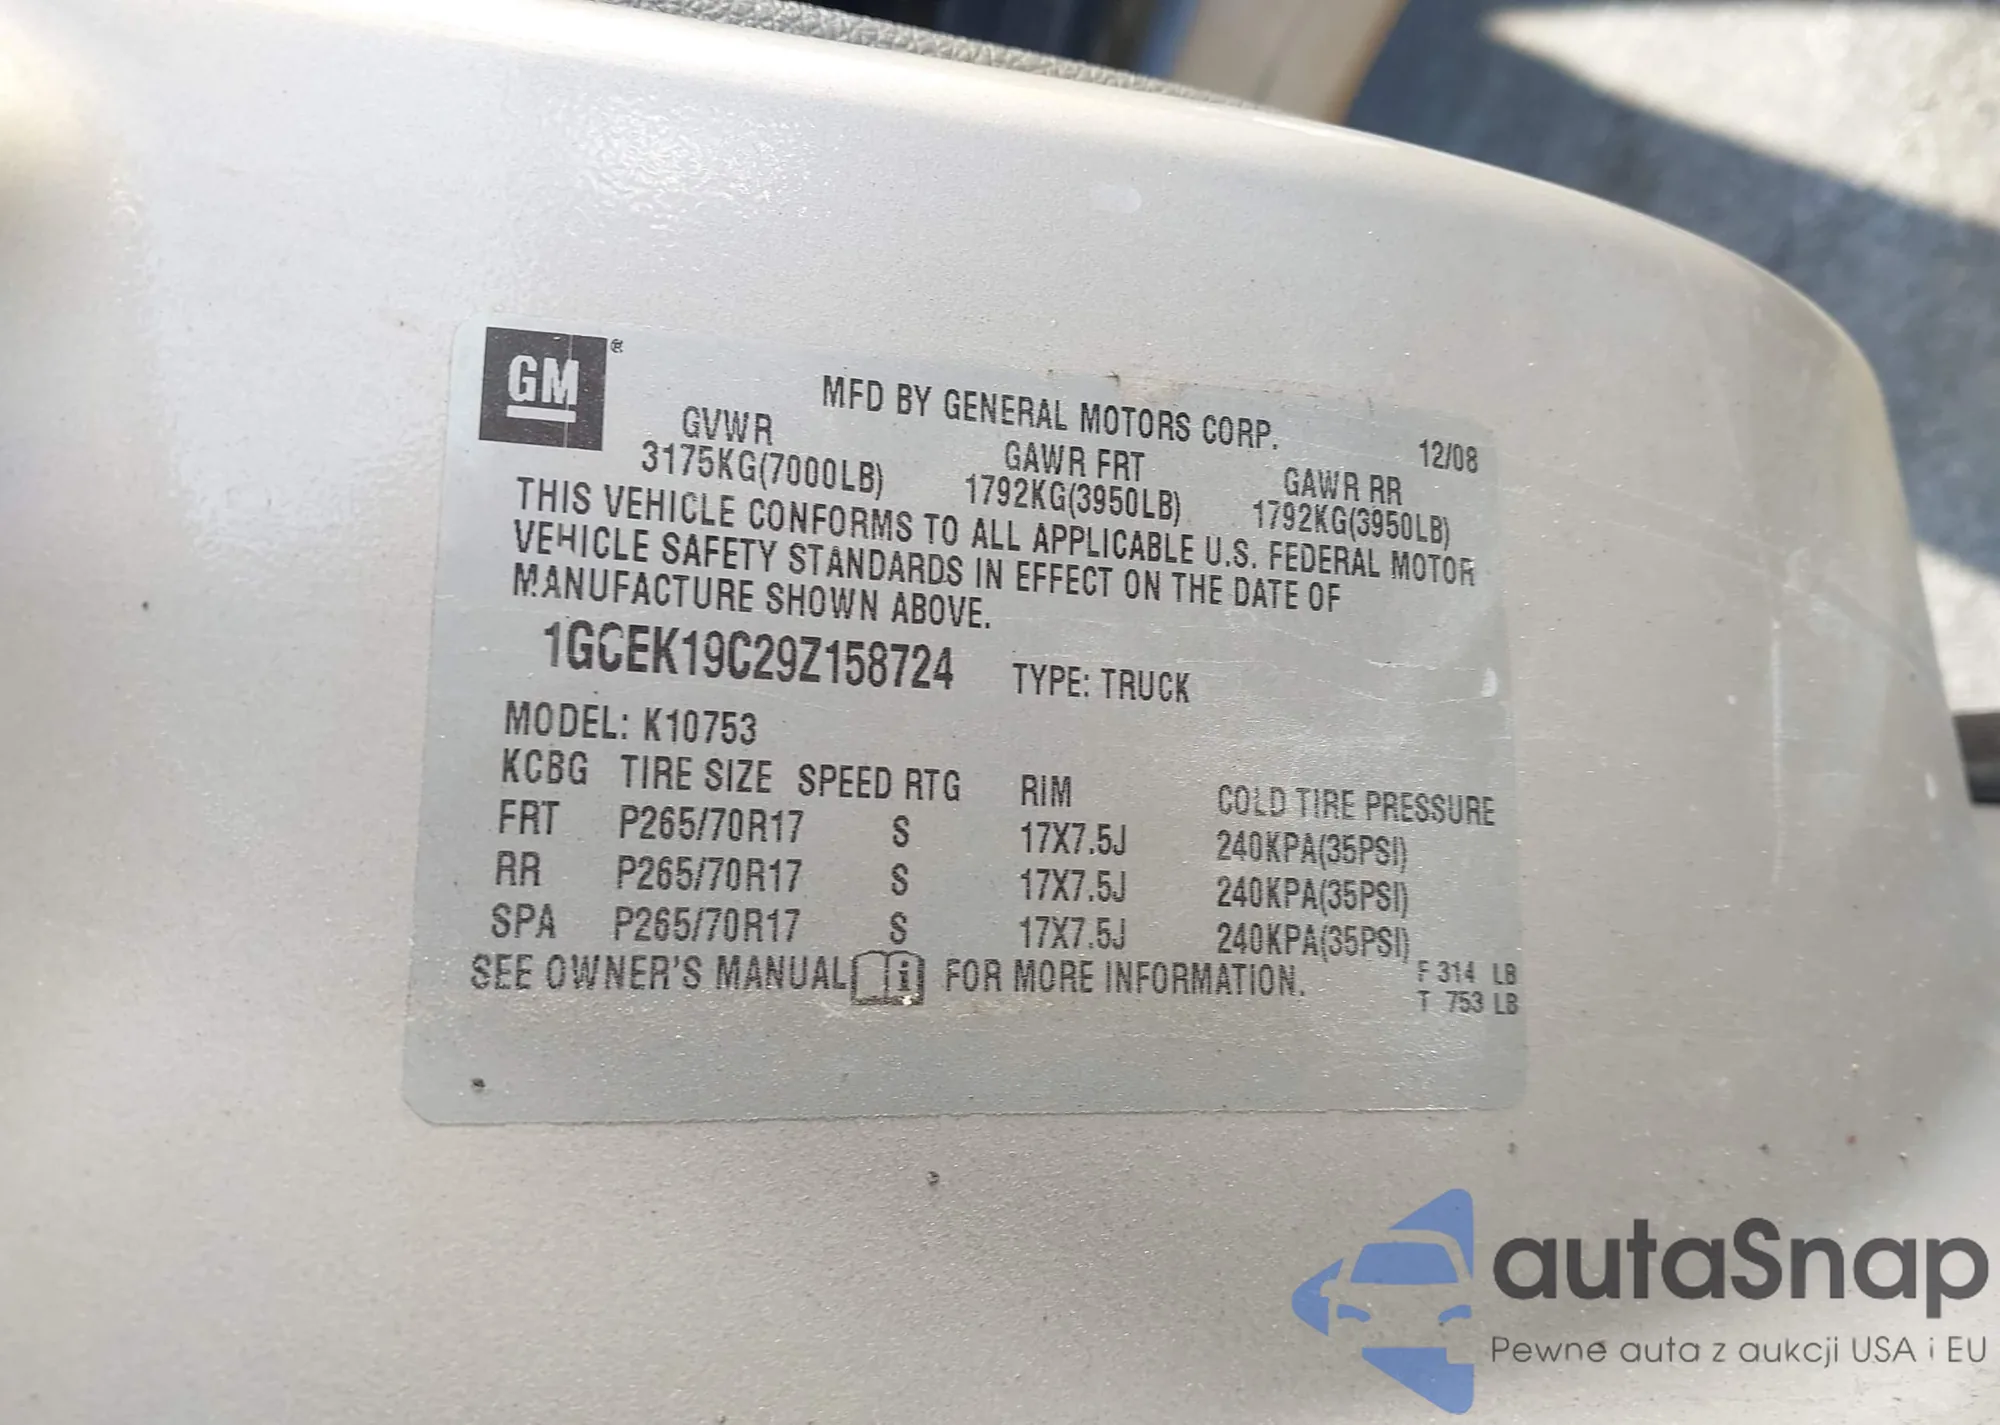 GM ®
MFD BY GENERAL MOTORS CORP.
12/08
GVWR GAWR FRT GAWR RR
3175KG(7000LB) 1792KG(3950LB) 1792KG(3950LB)
THIS VEHICLE CONFORMS TO ALL APPLICABLE U.S. FEDERAL MOTOR
VEHICLE SAFETY STANDARDS IN EFFECT ON THE DATE OF
MANUFACTURE SHOWN ABOVE.
1GCEK19C29Z158724 TYPE: TRUCK
MODEL: K10753
KCBG TIRE SIZE SPEED RTG RIM COLD TIRE PRESSURE
FRT P265/70R17 S 17X7.5J 240KPA(35PSI)
RR P265/70R17 S 17X7.5J 240KPA(35PSI)
SPA P265/70R17 S 17X7.5J 240KPA(35PSI)
SEE OWNER'S MANUAL i FOR MORE INFORMATION.
F 314 LB
T 753 LB
autaSnap
Pewne auta z aukcji USA i EU